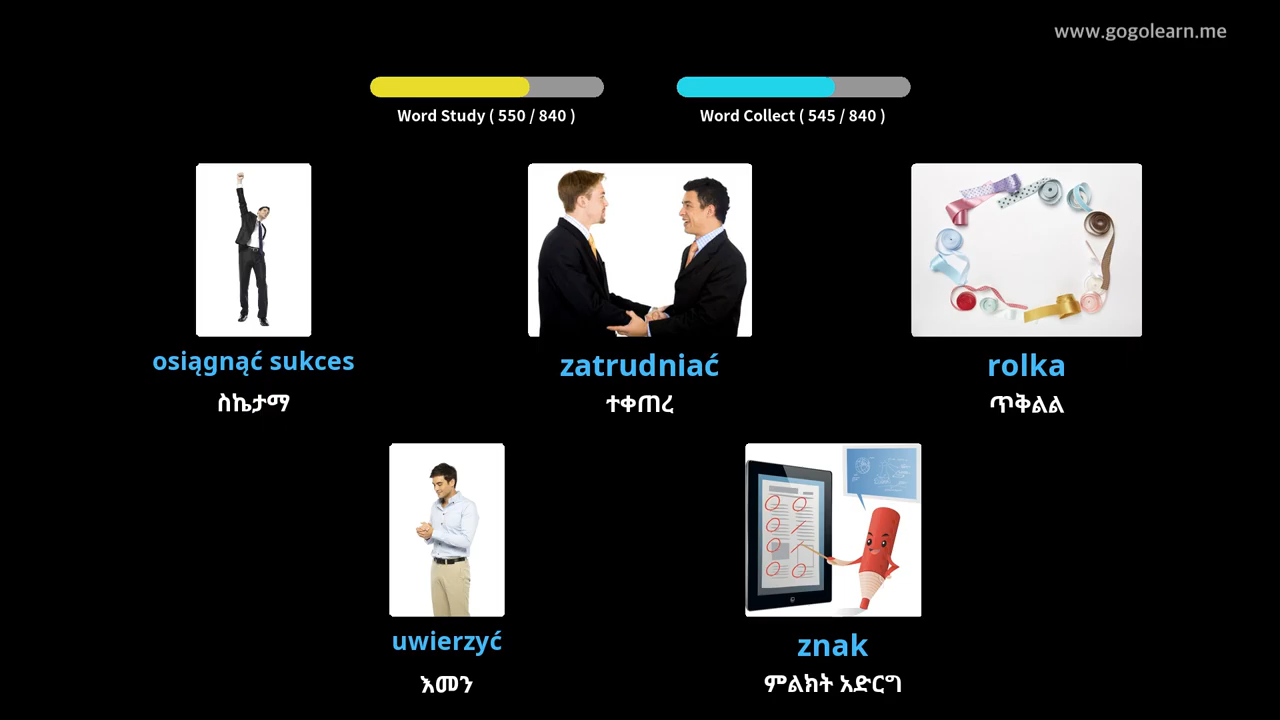 www.gogolearn.me
Word Study ( 550 / 840 )
Word Collect ( 545 / 840 )
osiągnąć sukces
ስኬታማ
zatrudniać
ተቀጠረ
rolka
ጥቅልል
uwierzyć
እመን
znak
ምልክት አድርግ